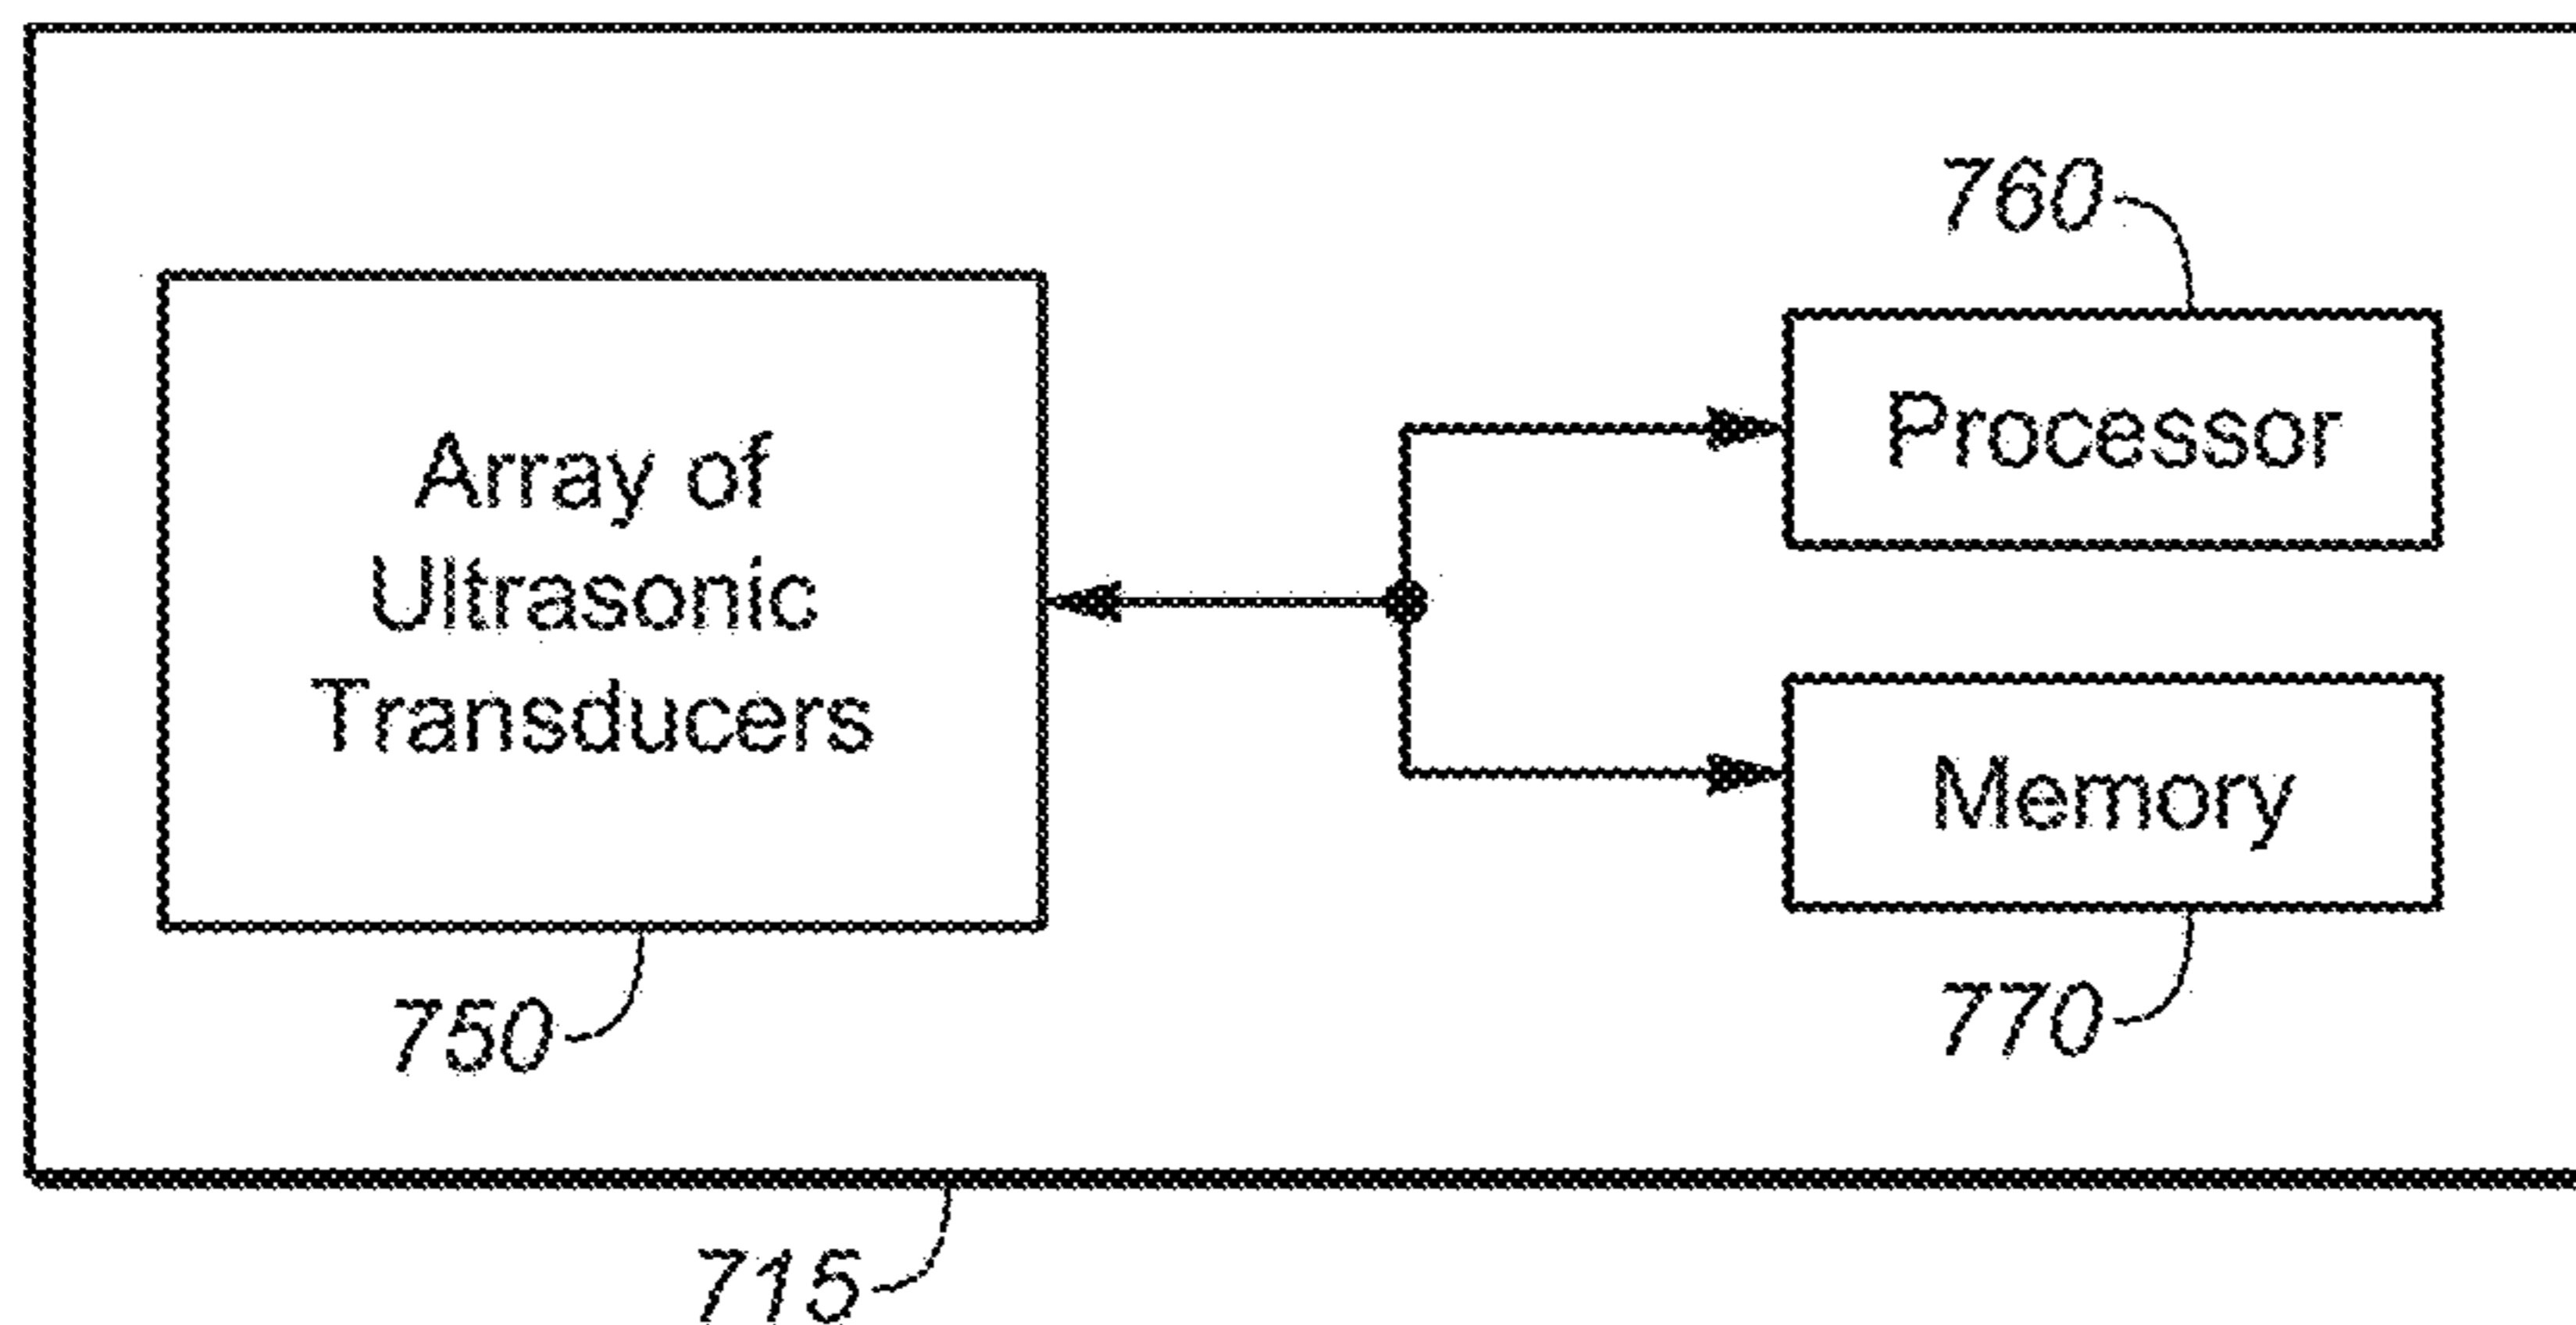 760
Processor
Array of
Ultrasonic
Transducers
Memory
750
770
715